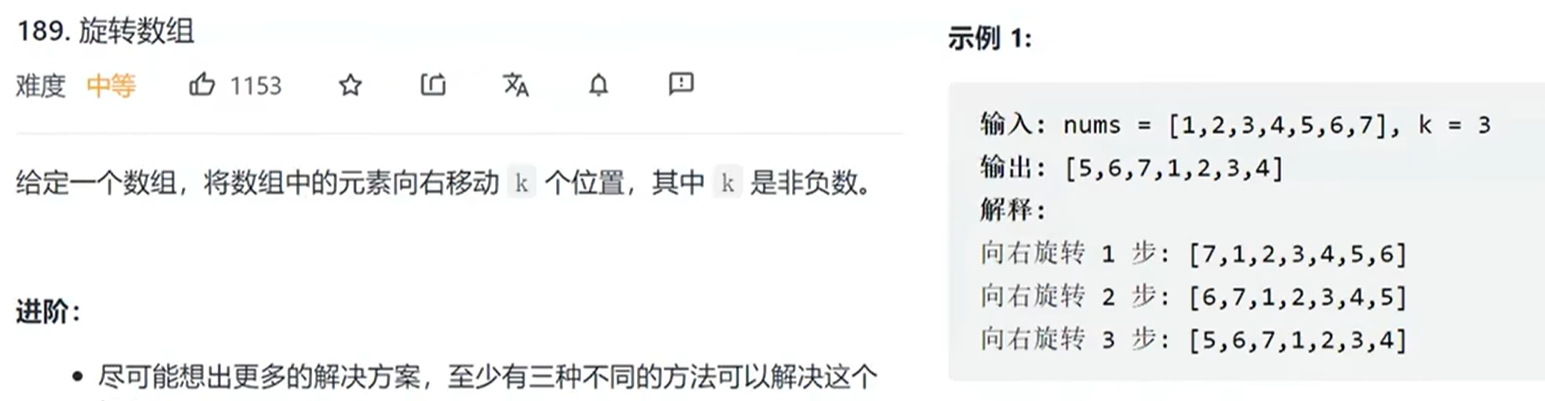 189. 旋转数组
难度 中等 1153
给定一个数组，将数组中的元素向右移动 k 个位置，其中 k 是非负数。
进阶：
尽可能想出更多的解决方案，至少有三种不同的方法可以解决这个
示例 1:
输入: nums = [1,2,3,4,5,6,7], k = 3
输出: [5,6,7,1,2,3,4]
解释:
向右旋转 1 步: [7,1,2,3,4,5,6]
向右旋转 2 步: [6,7,1,2,3,4,5]
向右旋转 3 步: [5,6,7,1,2,3,4]